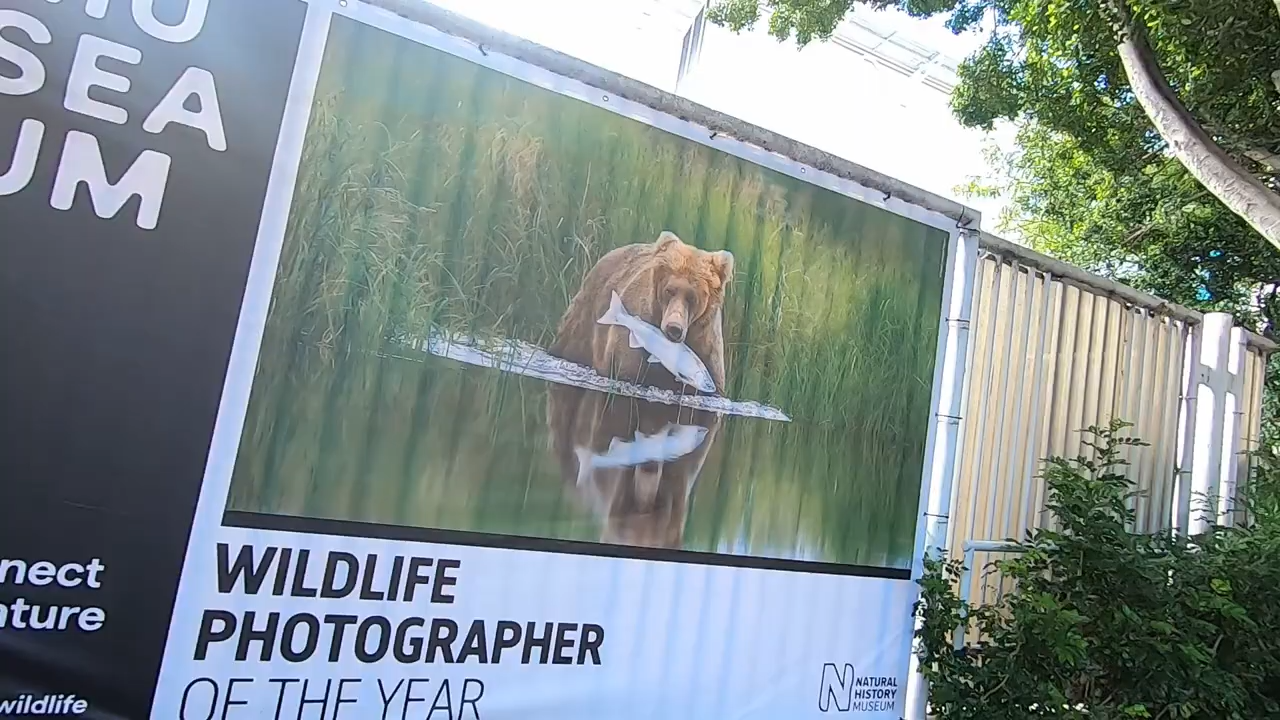 SEA
UM
nect
ature
wildlife
WILDLIFE
PHOTOGRAPHER
OF THE YEAR
NATURAL
HISTORY
MUSEUM